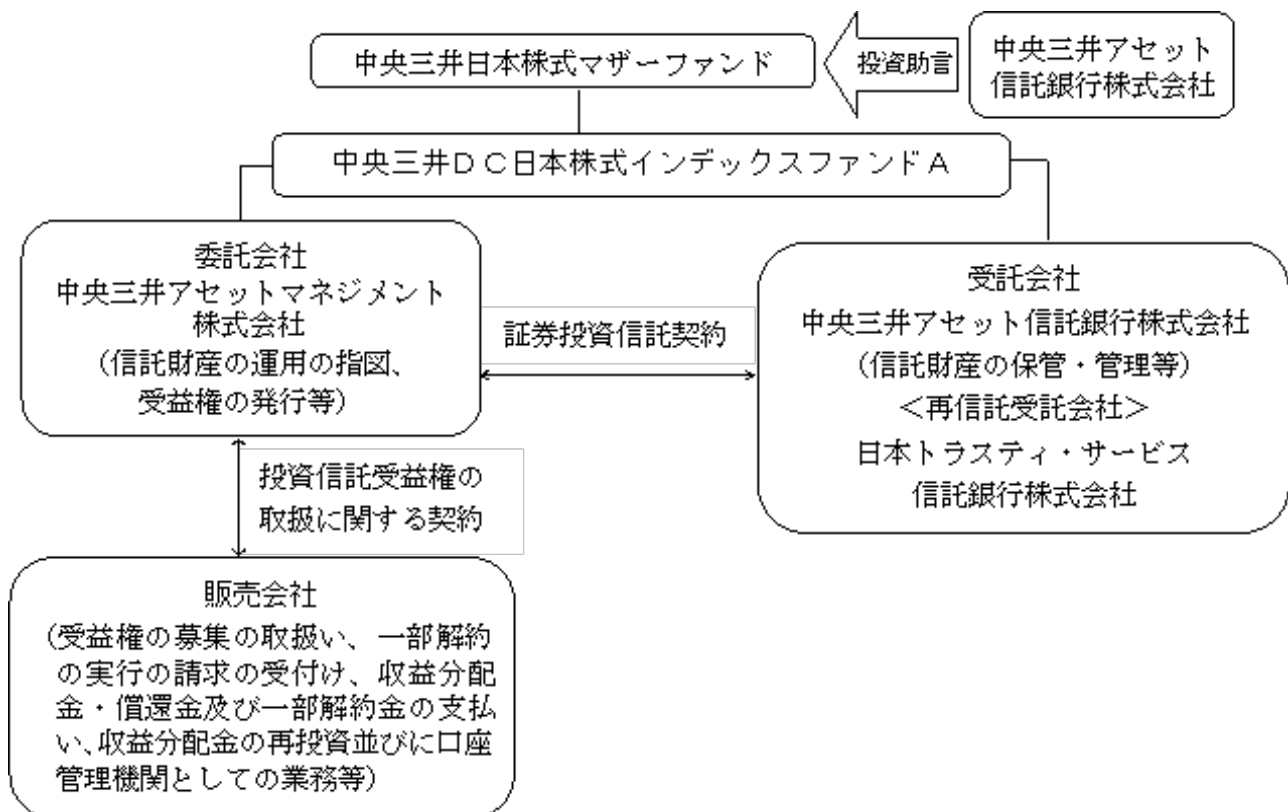 中央三井日本株式マザーファンド
投資助言
中央三井アセット
信託銀行株式会社
中央三井DC日本株式インデックスファンドA
委託会社
中央三井アセットマネジメント
株式会社
(信託財産の運用の指図、
受益権の発行等)
証券投資信託契約
受託会社
中央三井アセット信託銀行株式会社
(信託財産の保管・管理等)
<再信託受託会社>
日本トラスティ・サービス
信託銀行株式会社
投資信託受益権の
取扱に関する契約
販売会社
(受益権の募集の取扱い、一部解約
の実行の請求の受付け、収益分配
金・償還金及び一部解約金の支払
い、収益分配金の再投資並びに口座
管理機関としての業務等)